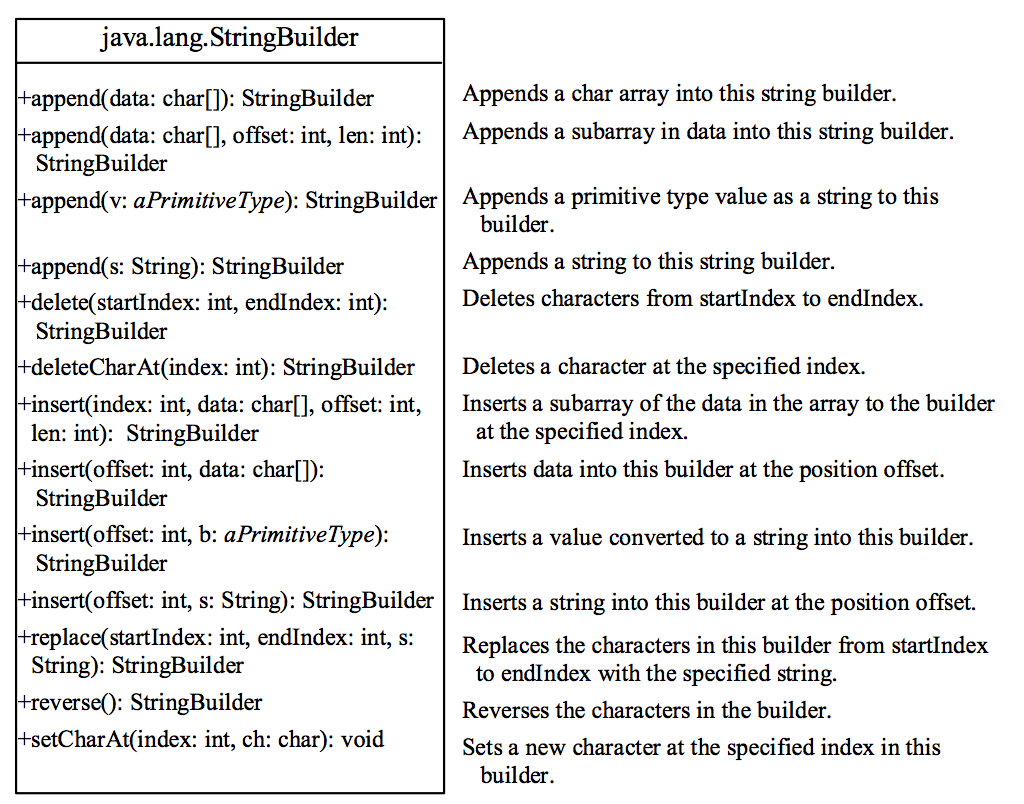 java.lang.StringBuilder
+append(data: char[]): StringBuilder
Appends a char array into this string builder.
+append(data: char[], offset: int, len: int):
StringBuilder
Appends a subarray in data into this string builder.
+append(v: aPrimitiveType): StringBuilder
Appends a primitive type value as a string to this
builder.
+append(s: String): StringBuilder
Appends a string to this string builder.
+delete(startIndex: int, endIndex: int):
StringBuilder
Deletes characters from startIndex to endIndex.
+deleteCharAt(index: int): StringBuilder
Deletes a character at the specified index.
+insert(index: int, data: char[], offset: int,
len: int): StringBuilder
Inserts a subarray of the data in the array to the builder
at the specified index.
+insert(offset: int, data: char[]):
StringBuilder
Inserts data into this builder at the position offset.
+insert(offset: int, b: aPrimitiveType):
StringBuilder
Inserts a value converted to a string into this builder.
+insert(offset: int, s: String): StringBuilder
Inserts a string into this builder at the position offset.
+replace(startIndex: int, endIndex: int, s:
String): StringBuilder
Replaces the characters in this builder from startIndex
to endIndex with the specified string.
+reverse(): StringBuilder
Reverses the characters in the builder.
+setCharAt(index: int, ch: char): void
Sets a new character at the specified index in this
builder.